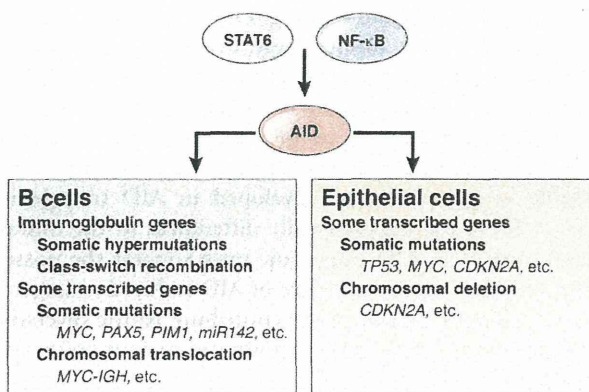 STAT6
NF-κB
AID
B cells
Immunoglobulin genes
Somatic hypermutations
Class-switch recombination
Some transcribed genes
Somatic mutations
MYC, PAX5, PIM1, miR142, etc.
Chromosomal translocation
MYC-IGH, etc.
Epithelial cells
Some transcribed genes
Somatic mutations
TP53, MYC, CDKN2A, etc.
Chromosomal deletion
CDKN2A, etc.